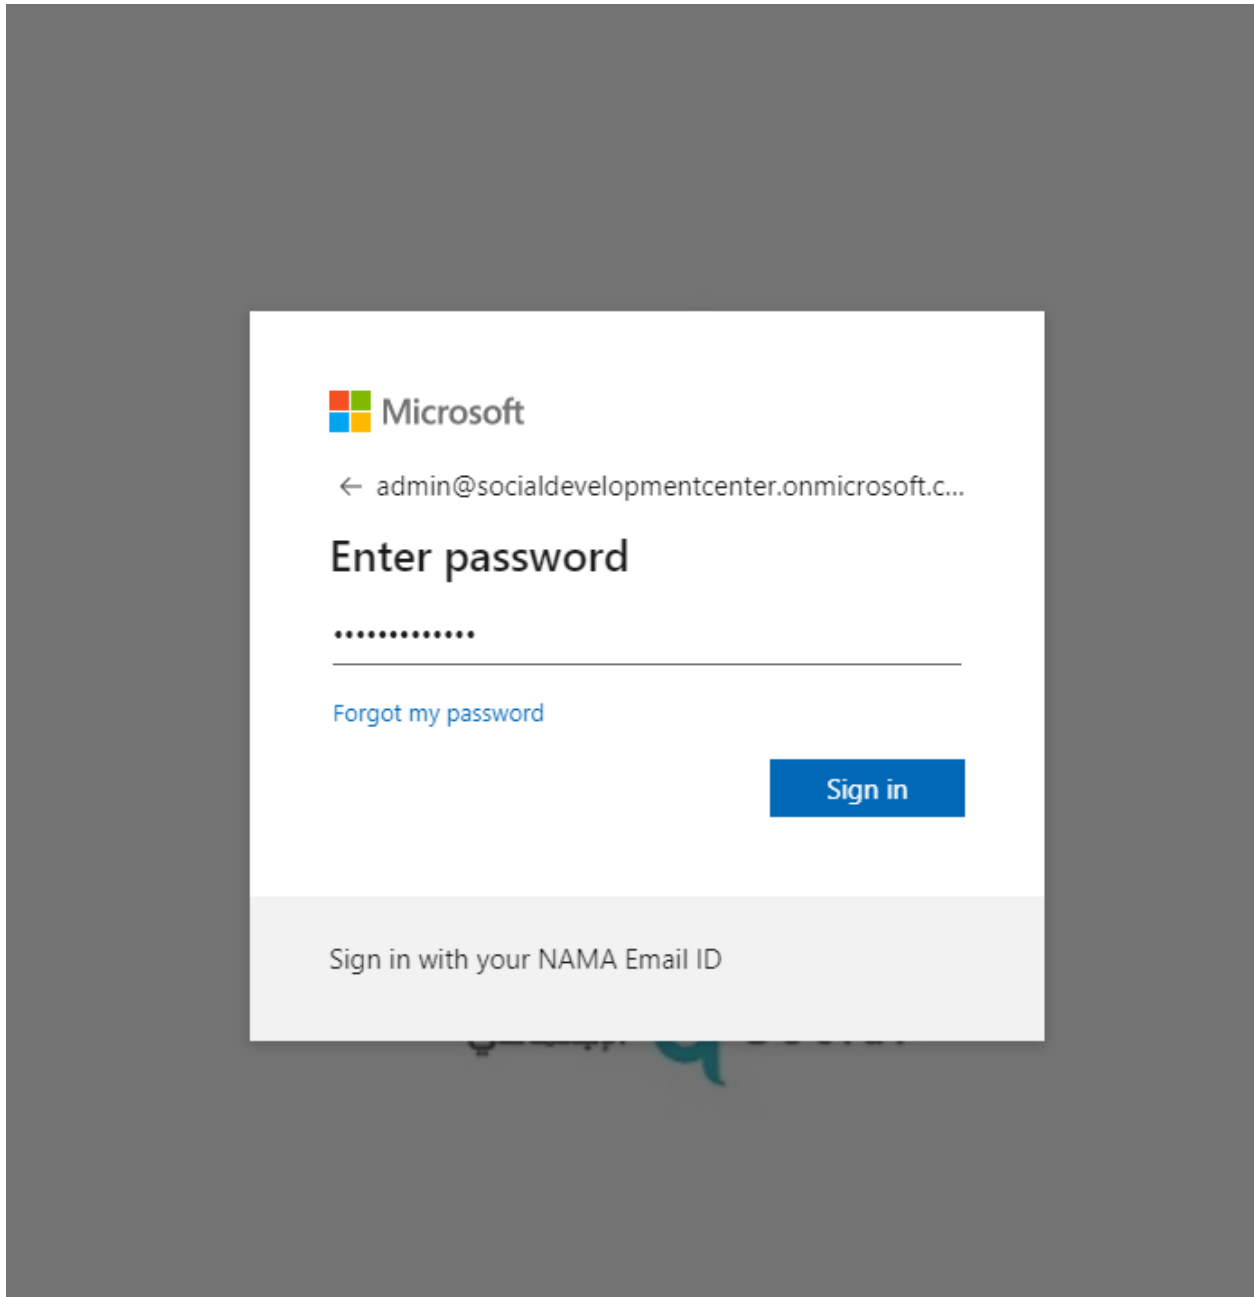 Microsoft
← admin@socialdevelopmentcenter.onmicrosoft.c...
Enter password
•••••••••••••
Forgot my password
Sign in
Sign in with your NAMA Email ID